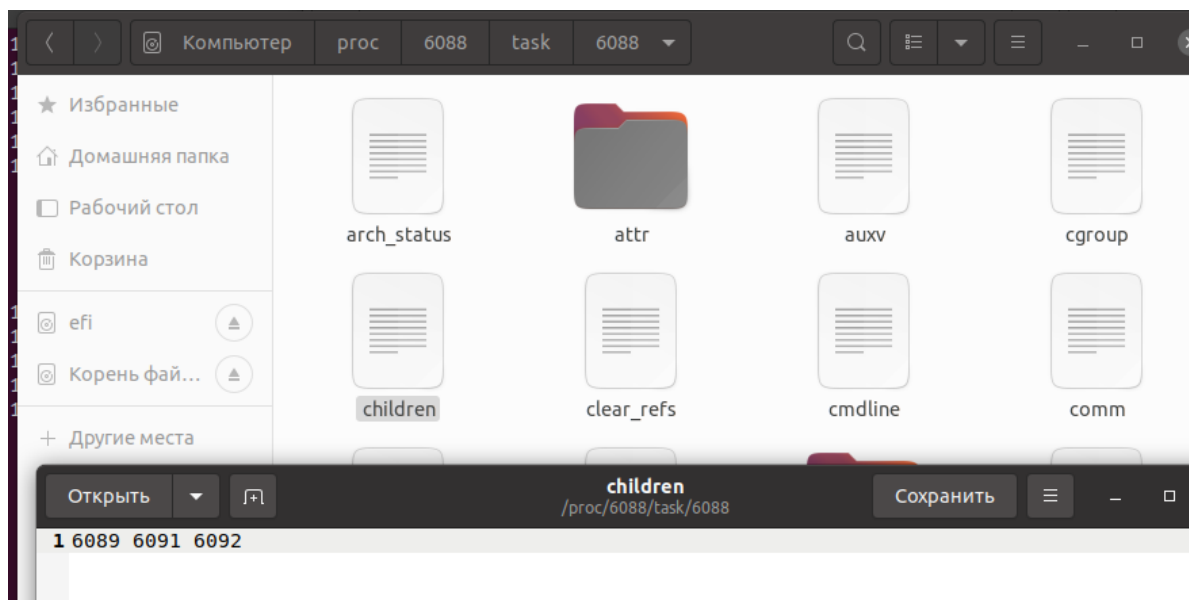 Компьютер proc 6088 task 6088
Избранные
Домашняя папка
Рабочий стол
Корзина
efi
Корень фай...
Другие места
arch_status attr auxv cgroup
children clear_refs cmdline comm
Открыть children Сохранить
/proc/6088/task/6088
1 6089 6091 6092